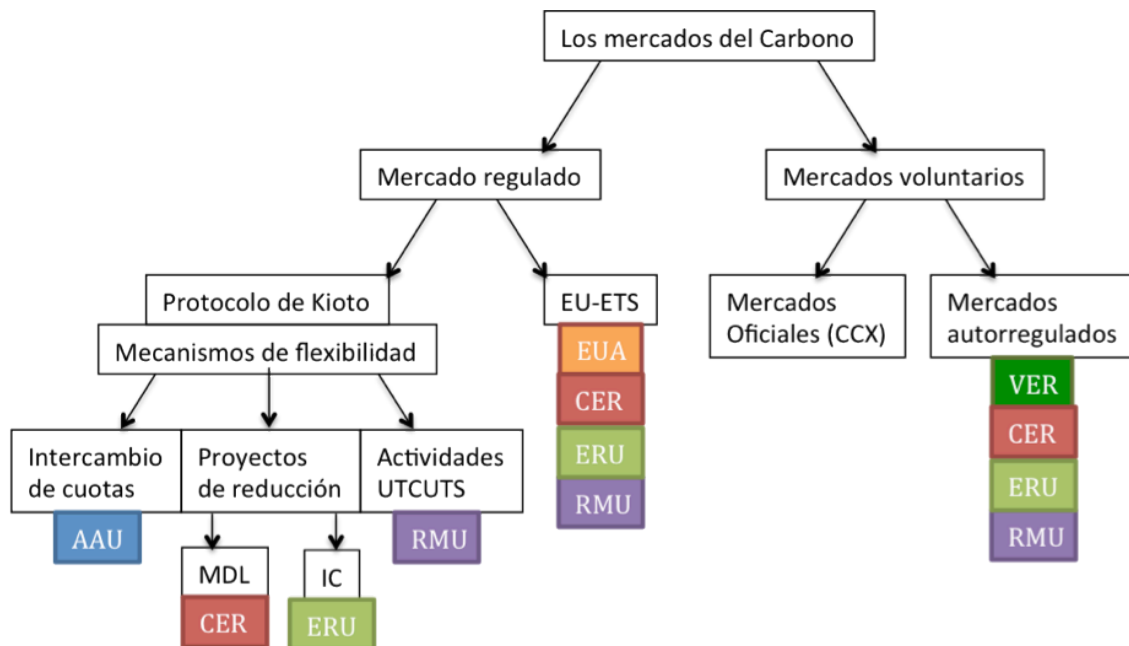 Los mercados del Carbono
Mercado regulado
Mercados voluntarios
Protocolo de Kioto
Mecanismos de flexibilidad
EU-ETS
EUA
CER
ERU
RMU
Mercados
Oficiales (CCX)
Mercados
autorregulados
VER
CER
ERU
RMU
Intercambio
de cuotas
AAU
Proyectos
de reducción
Actividades
UTCUTS
RMU
MDL
CER
IC
ERU